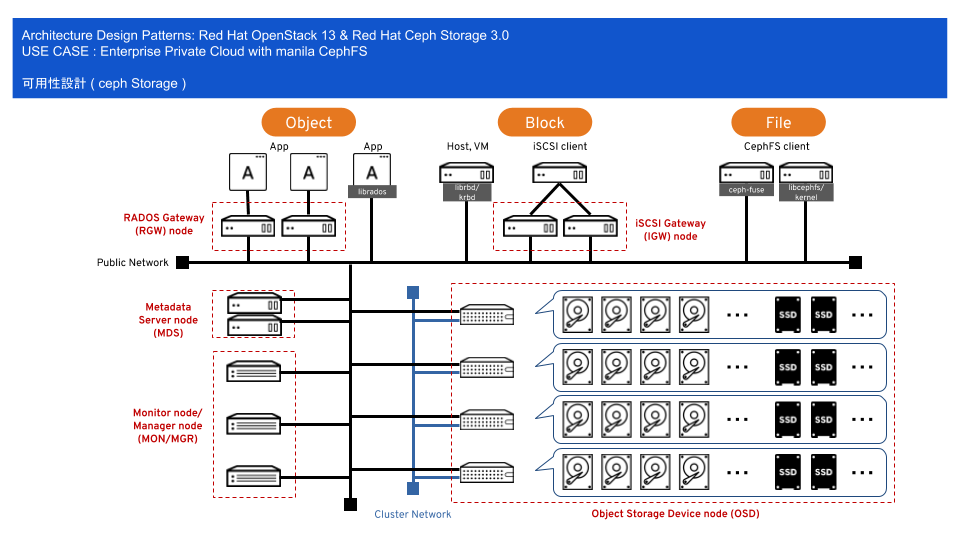 Architecture Design Patterns: Red Hat OpenStack 13 & Red Hat Ceph Storage 3.0
USE CASE : Enterprise Private Cloud with manila CephFS
可用性設計 ( ceph Storage )
Object
Block
File
App
App
Host, VM
iSCSI client
CephFS client
A
A
A
librados
librbd/
krbd
ceph-fuse
libcephfs/
kernel
RADOS Gateway
(RGW) node
iSCSI Gateway
(IGW) node
Public Network
Metadata
Server node
(MDS)
SSD
SSD
SSD
SSD
Monitor node/
Manager node
(MON/MGR)
SSD
SSD
SSD
SSD
Cluster Network
Object Storage Device node (OSD)